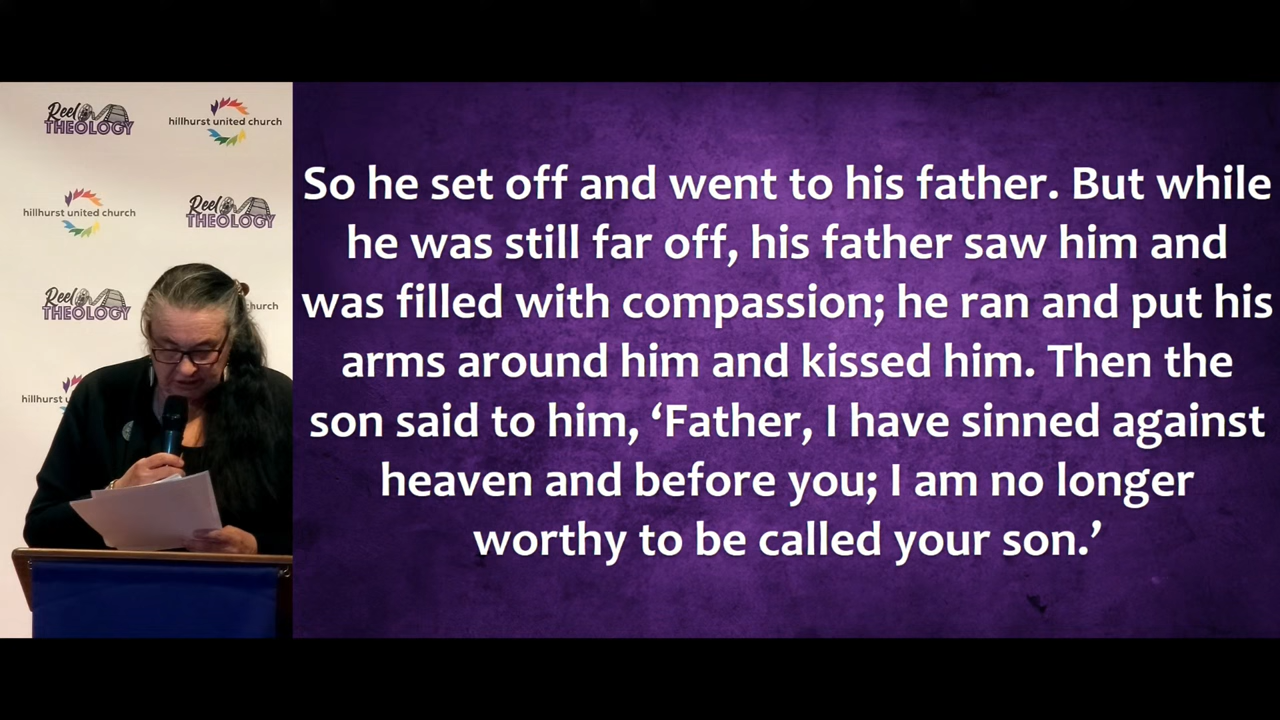 Reel
THEOLOGY
hillhurst united church
hillhurst united church
Reel
THEOLOGY
Reel
THEOLOGY
church
hillhurst u
So he set off and went to his father. But while
he was still far off, his father saw him and
was filled with compassion; he ran and put his
arms around him and kissed him. Then the
son said to him, ‘Father, I have sinned against
heaven and before you; I am no longer
worthy to be called your son.’